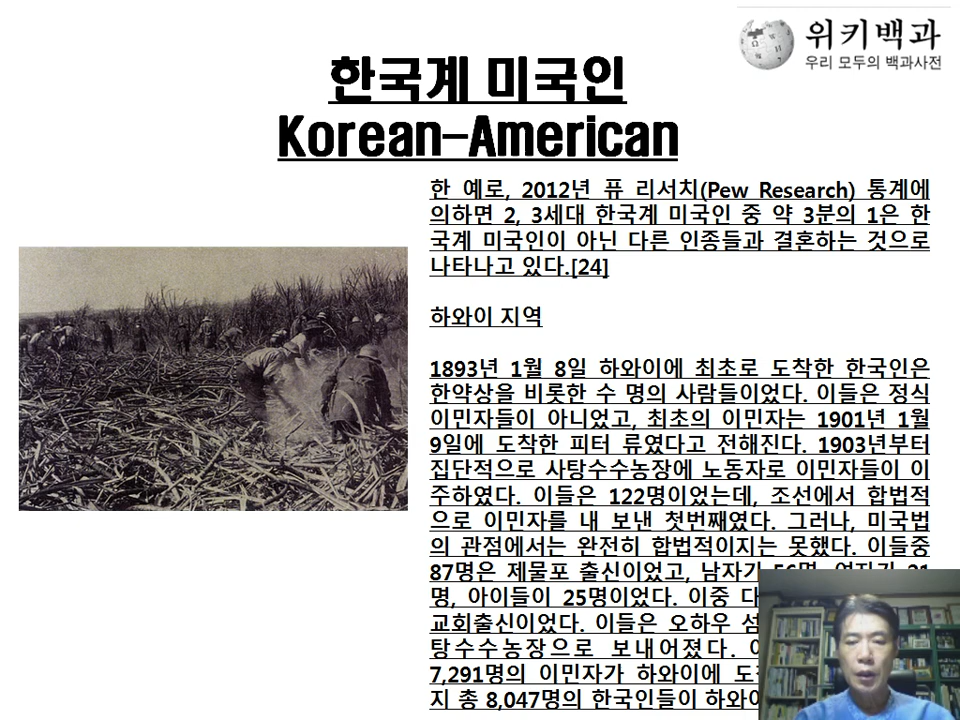 위키백과
우리 모두의 백과사전
한국계 미국인
Korean-American
한 예로, 2012년 퓨 리서치(Pew Research) 통계에
의하면 2, 3세대 한국계 미국인 중 약 3분의 1은 한
국계 미국인이 아닌 다른 인종들과 결혼하는 것으로
나타나고 있다.[24]
하와이 지역
1893년 1월 8일 하와이에 최초로 도착한 한국인은
한약상을 비롯한 수 명의 사람들이었다. 이들은 정식
이민자들이 아니었고, 최초의 이민자는 1901년 1월
9일에 도착한 피터 류였다고 전해진다. 1903년부터
집단적으로 사탕수수농장에 노동자로 이민자들이 이
주하였다. 이들은 122명이었는데, 조선에서 합법적
으로 이민자를 내 보낸 첫번째였다. 그러나, 미국법
의 관점에서는 완전히 합법적이지는 못했다. 이들중
87명은 제물포 출신이었고, 남자가 56명, 여자가 21
명, 아이들이 25명이었다. 이중 다
교회출신이었다. 이들은 오하우 섬
탕수수농장으로 보내어졌다.
7,291명의 이민자가 하와이에
지 총 8,047명의 한국인들이 하와이